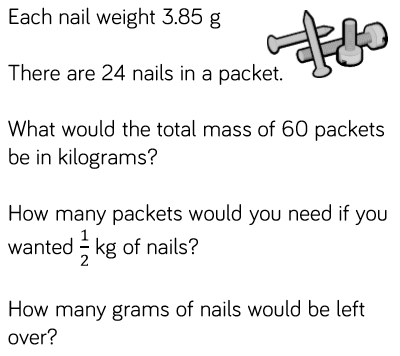 Each nail weight 3.85 g
There are 24 nails in a packet.
What would the total mass of 60 packets
be in kilograms?
How many packets would you need if you
wanted 1/2 kg of nails?
How many grams of nails would be left
over?